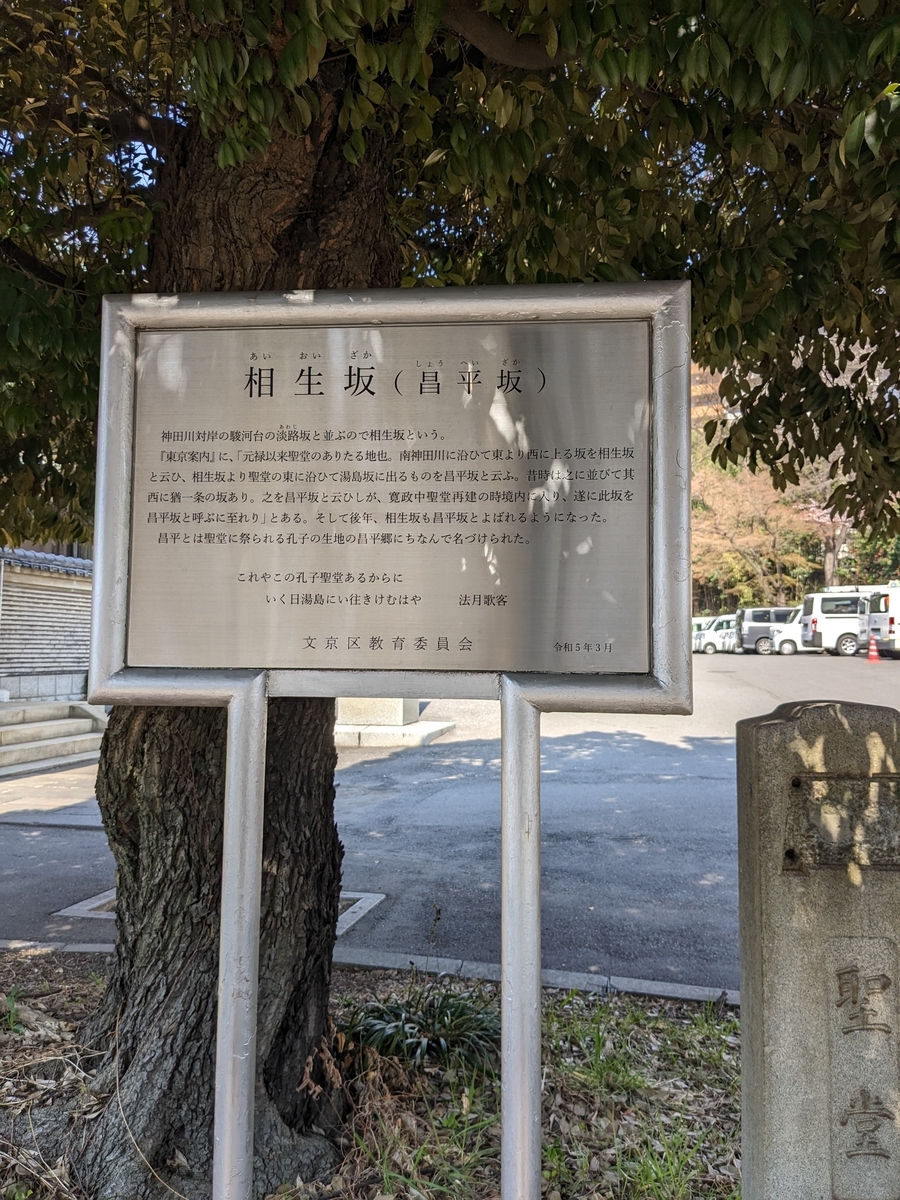 あい おい ざか しょう へい ざか
相生坂(昌平坂)
あわじ
神田川対岸の駿河台の淡路坂と並ぶので相生坂という。
『東京案内』に、「元禄以来聖堂のありたる地也。南神田川に沿ひて東より西に上る坂を相生坂
と云ひ、相生坂より聖堂の東に沿ひて湯島坂に出るものを昌平坂と云ふ。昔時は之に並びて其
西に猶一条の坂あり。之を昌平坂と云ひしが、寛政中聖堂再建の時境内に入り、遂に此坂を
昌平坂と呼ぶに至れり」とある。そして後年、相生坂も昌平坂とよばれるようになった。
昌平とは聖堂に祭られる孔子の生地の昌平郷にちなんで名づけられた。
これやこの孔子聖堂あるからに
いく日湯島にい往きけむはや 法月歌客
文京区教育委員会 令和5年3月
聖堂